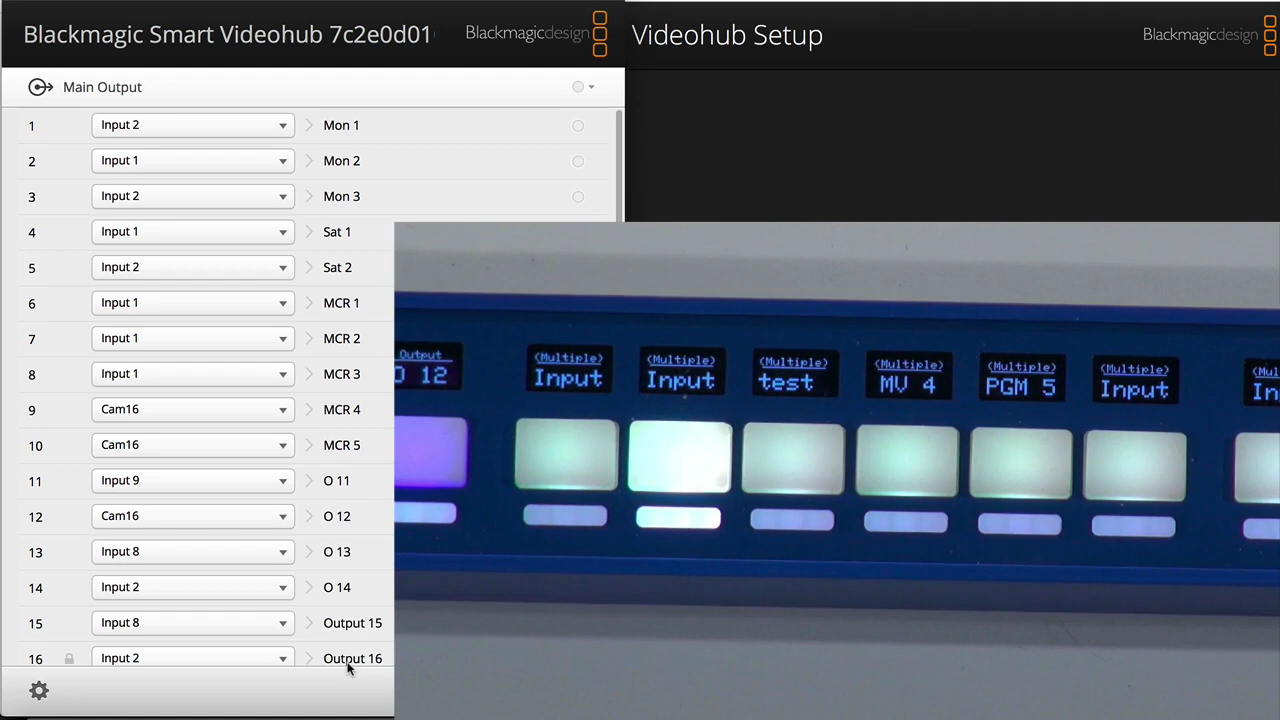 Blackmagic Smart Videohub 7c2e0d01
Blackmagicdesign
Videohub Setup
Blackmagicdesign
Main Output
1 Input 2 Mon 1
2 Input 1 Mon 2
3 Input 2 Mon 3
4 Input 1 Sat 1
5 Input 2 Sat 2
6 Input 1 MCR 1
7 Input 1 MCR 2
8 Input 1 MCR 3
9 Cam16 MCR 4
10 Cam16 MCR 5
11 Input 9 O 11
12 Cam16 O 12
13 Input 8 O 13
14 Input 2 O 14
15 Input 8 Output 15
16 Input 2 Output 16
Output
O 12
(Multiple)
Input
(Multiple)
Input
(Multiple)
test
(Multiple)
MV 4
(Multiple)
PGM 5
(Multiple)
Input